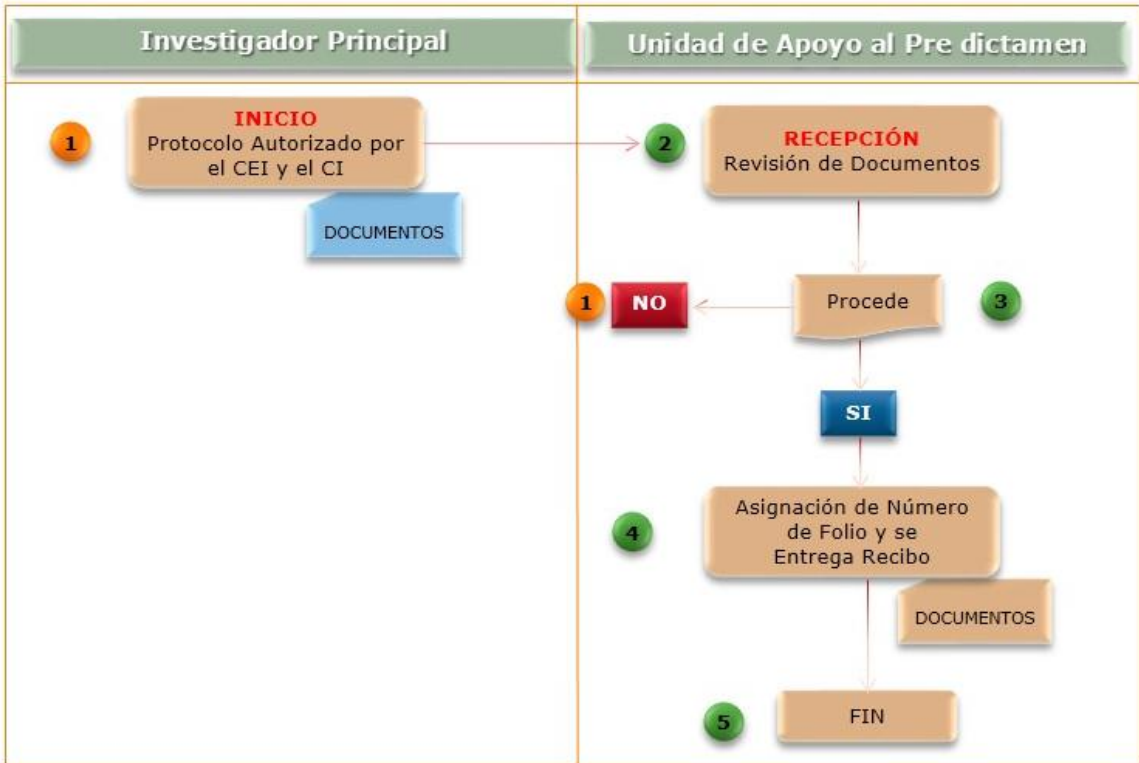 Investigador Principal
Unidad de Apoyo al Pre dictamen
1
INICIO
Protocolo Autorizado por
el CEI y el CI
DOCUMENTOS
2
RECEPCIÓN
Revisión de Documentos
1
NO
Procede
3
SI
4
Asignación de Número
de Folio y se
Entrega Recibo
DOCUMENTOS
5
FIN